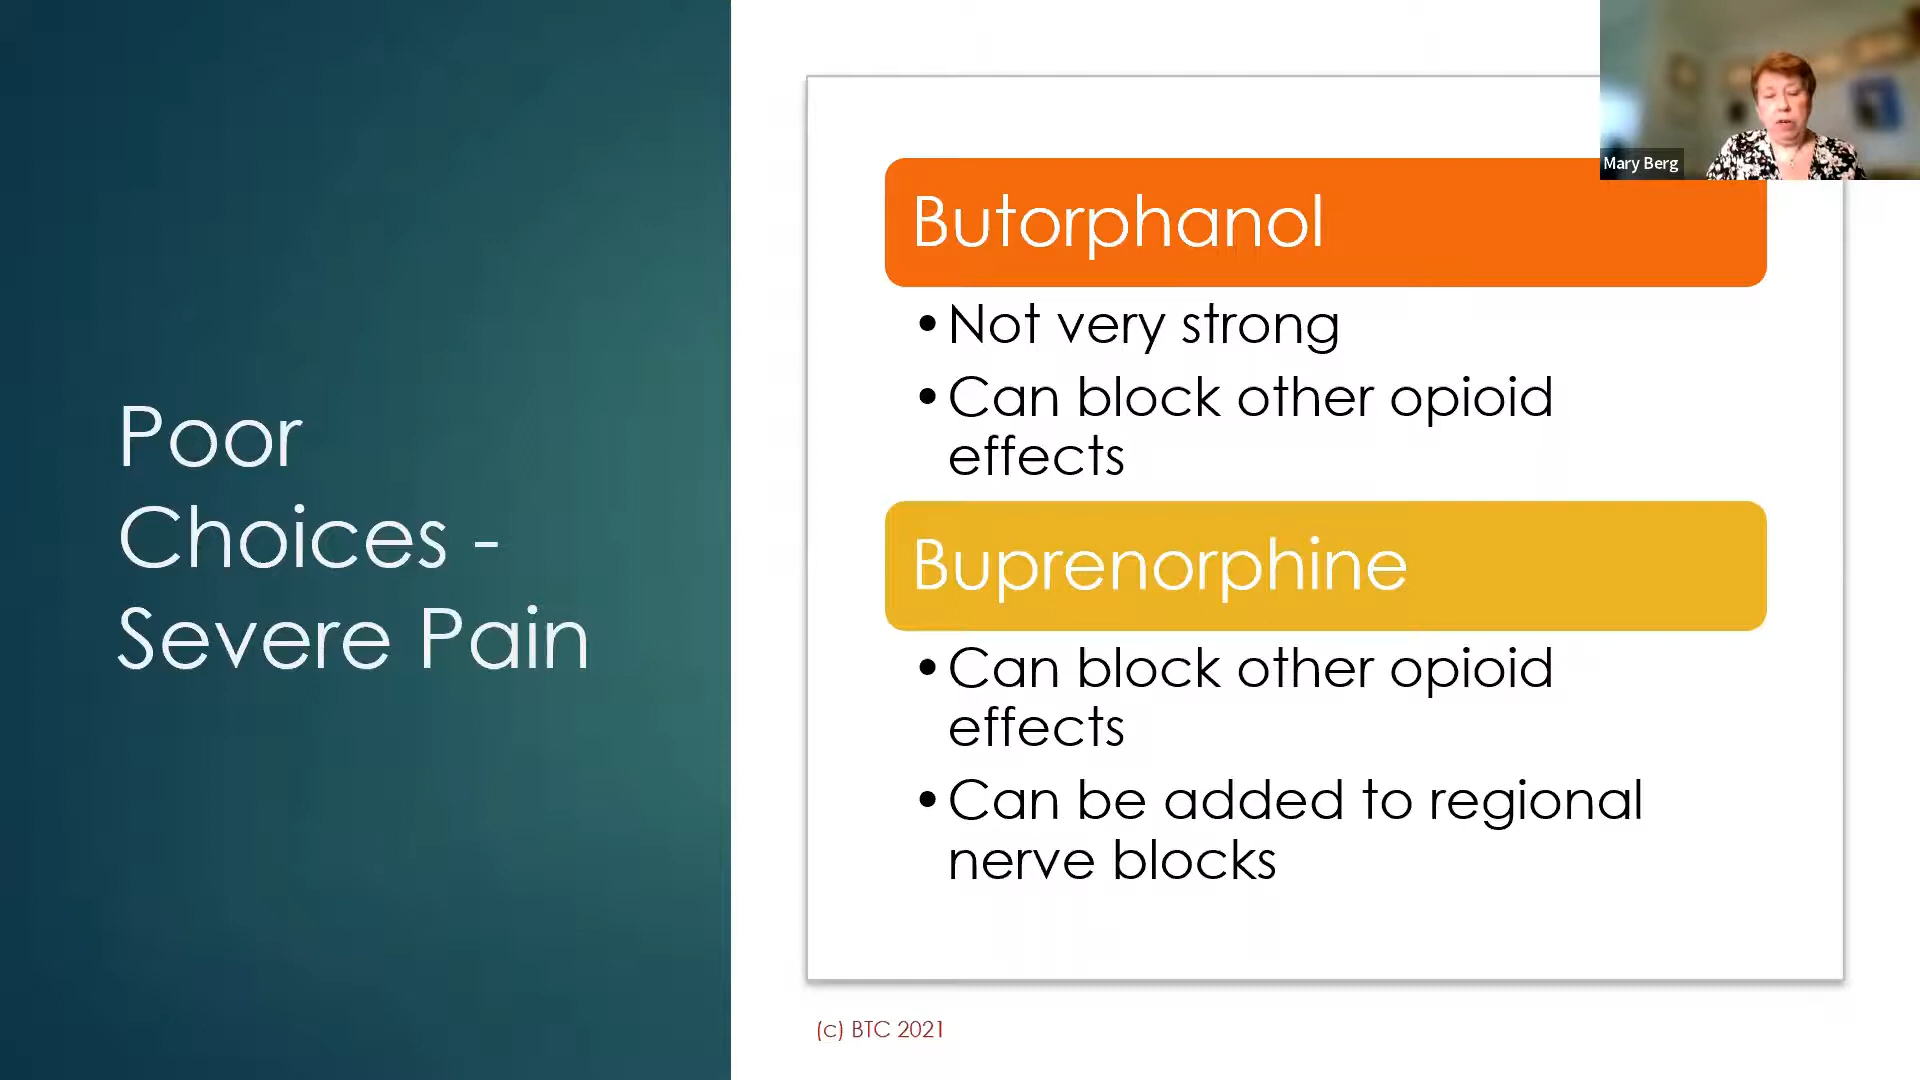 Poor
Choices -
Severe Pain
Mary Berg
Butorphanol
•Not very strong
•Can block other opioid
effects
Buprenorphine
•Can block other opioid
effects
•Can be added to regional
nerve blocks
(c) BTC 2021